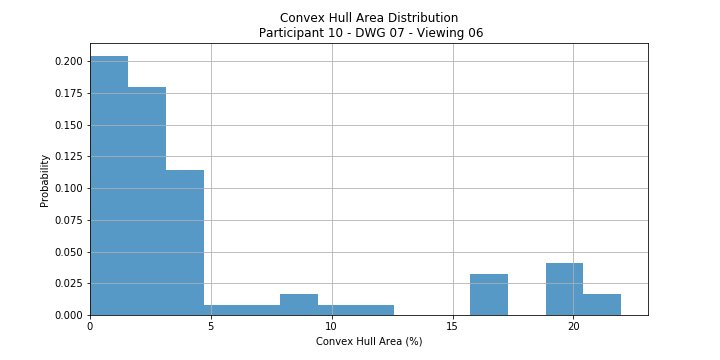 Convex Hull Area Distribution
Participant 10 - DWG 07 - Viewing 06
0.200
0.175
0.150
0.125
0.100
0.075
0.050
0.025
0.000
Probability
0 5 10 15 20
Convex Hull Area (%)